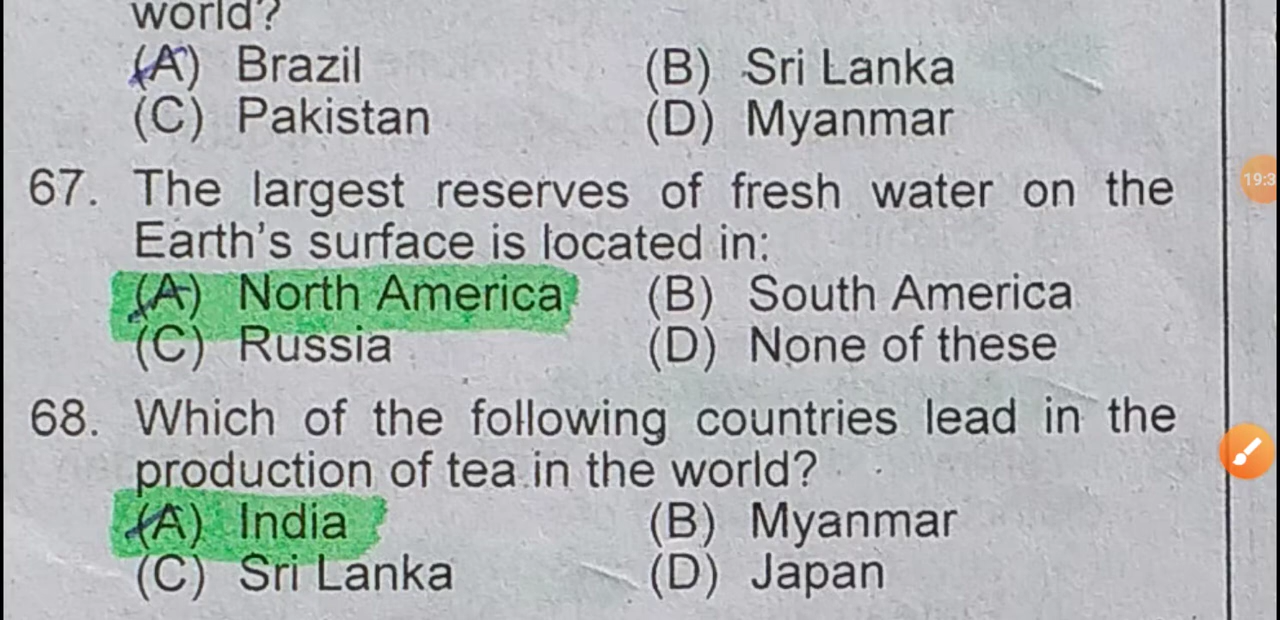 world?
(A) Brazil (B) Sri Lanka
(C) Pakistan (D) Myanmar
67. The largest reserves of fresh water on the
Earth's surface is located in:
(A) North America (B) South America
(C) Russia (D) None of these
68. Which of the following countries lead in the
production of tea in the world?
(A) India (B) Myanmar
(C) Sri Lanka (D) Japan
19:3